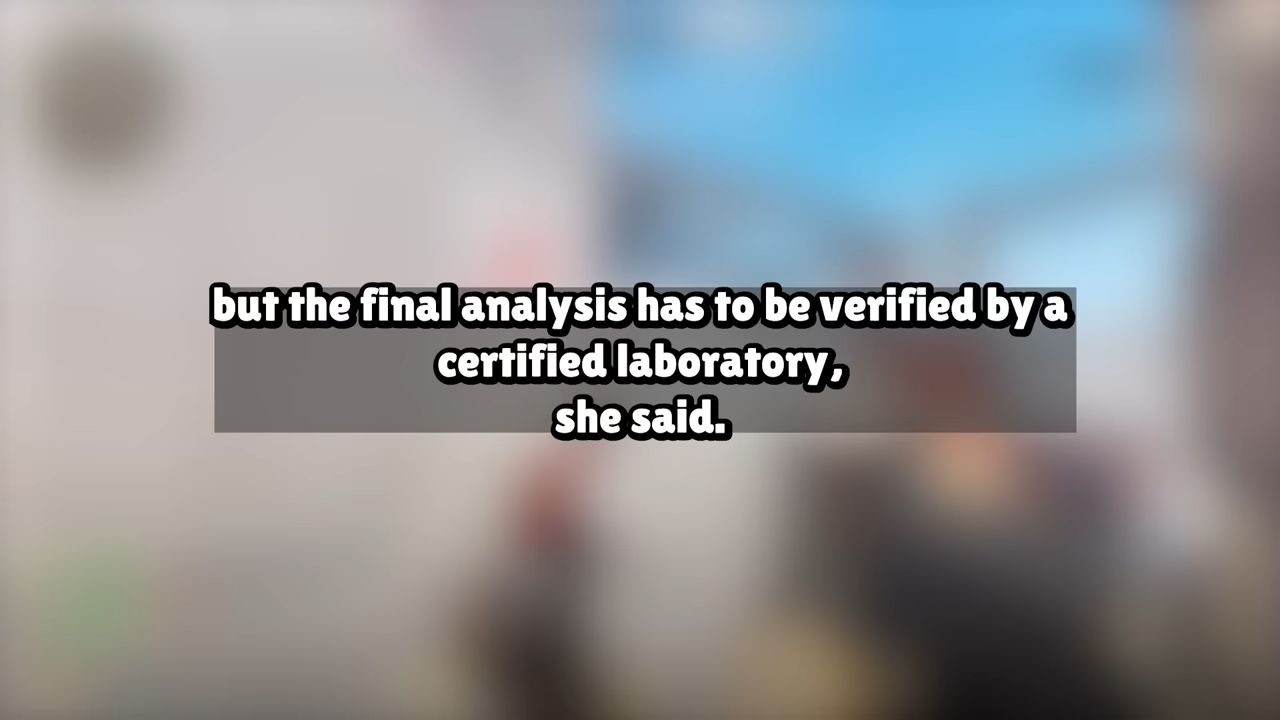 but the final analysis has to be verified by a
certified laboratory,
she said.